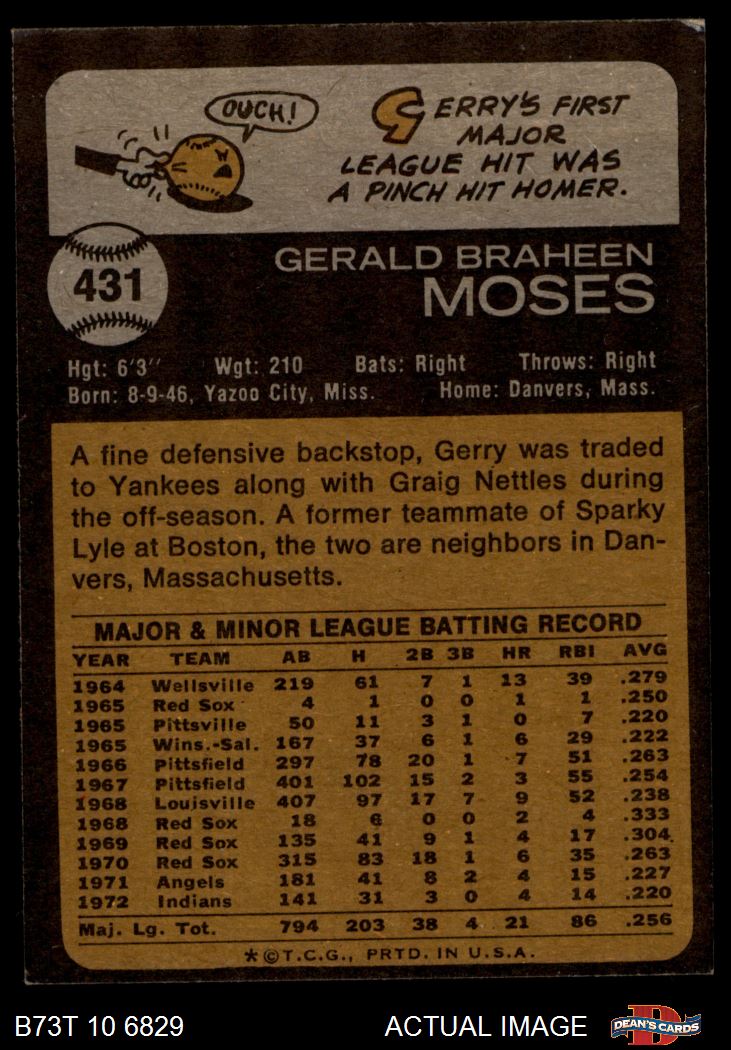 OUCH!
GERRY'S FIRST
MAJOR
LEAGUE HIT WAS
A PINCH HIT HOMER.
431
GERALD BRAHEEN
MOSES
Hgt: 6'3" Wgt: 210 Bats: Right Throws: Right
Born: 8-9-46, Yazoo City, Miss. Home: Danvers, Mass.
A fine defensive backstop, Gerry was traded
to Yankees along with Graig Nettles during
the off-season. A former teammate of Sparky
Lyle at Boston, the two are neighbors in Dan-
vers, Massachusetts.
MAJOR & MINOR LEAGUE BATTING RECORD
YEAR TEAM AB H 2B 3B HR RBI AVG
1964 Wellsville 219 61 7 1 13 39 .279
1965 Red Sox 4 1 0 0 1 1 .250
1965 Pittsville 50 11 3 1 0 7 .220
1965 Wins.-Sal. 167 37 6 1 6 29 .222
1966 Pittsfield 297 78 20 1 7 51 .263
1967 Pittsfield 401 102 15 2 3 55 .254
1968 Louisville 407 97 17 7 9 52 .238
1968 Red Sox 18 6 0 0 2 4 .333
1969 Red Sox 135 41 9 1 4 17 .304
1970 Red Sox 315 83 18 1 6 35 .263
1971 Angels 181 41 8 2 4 15 .227
1972 Indians 141 31 3 0 4 14 .220
Maj. Lg. Tot. 794 203 38 4 21 86 .256
*©T.C.G., PRTD. IN U.S.A.
B73T 10 6829 ACTUAL IMAGE DEAN'S CARDS